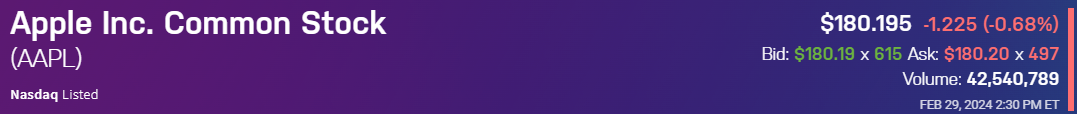 Apple Inc. Common Stock
(AAPL)
Nasdaq Listed
$180.195 -1.225 (-0.68%)
Bid: $180.19 x 615 Ask: $180.20 x 497
Volume: 42,540,789
FEB 29, 2024 2:30 PM ET